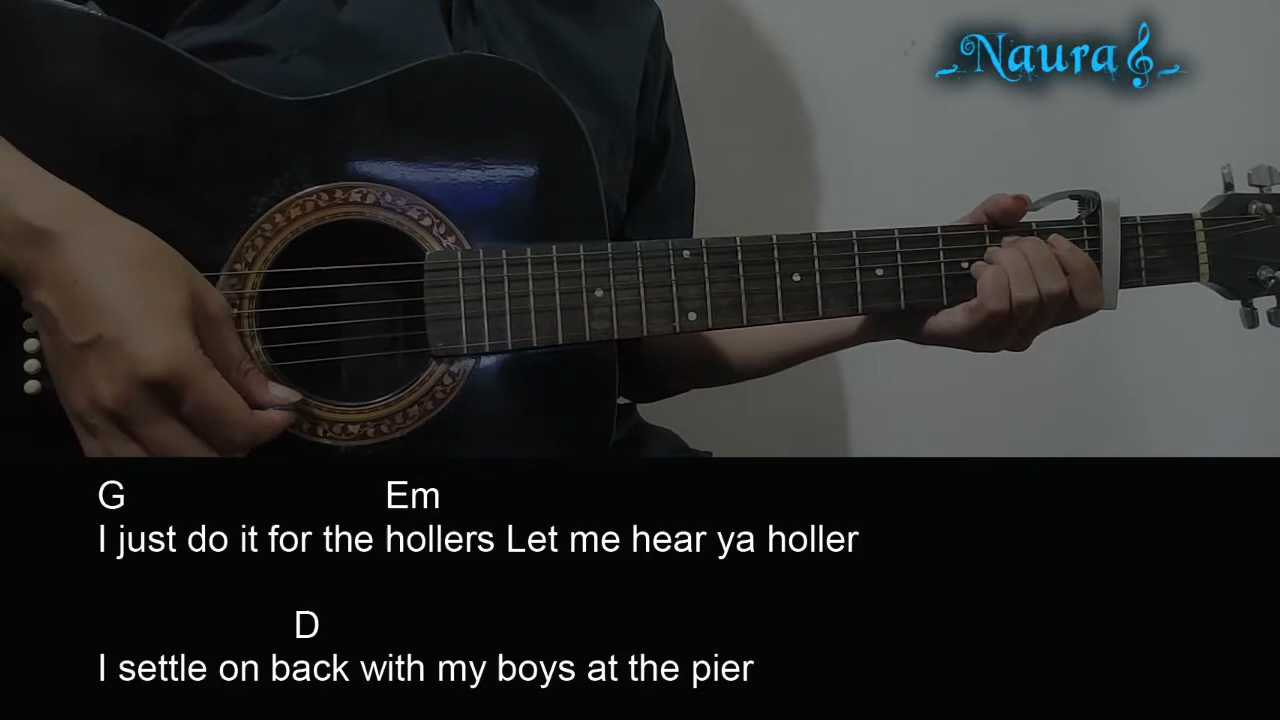 Naura
G Em
I just do it for the hollers Let me hear ya holler
D
I settle on back with my boys at the pier